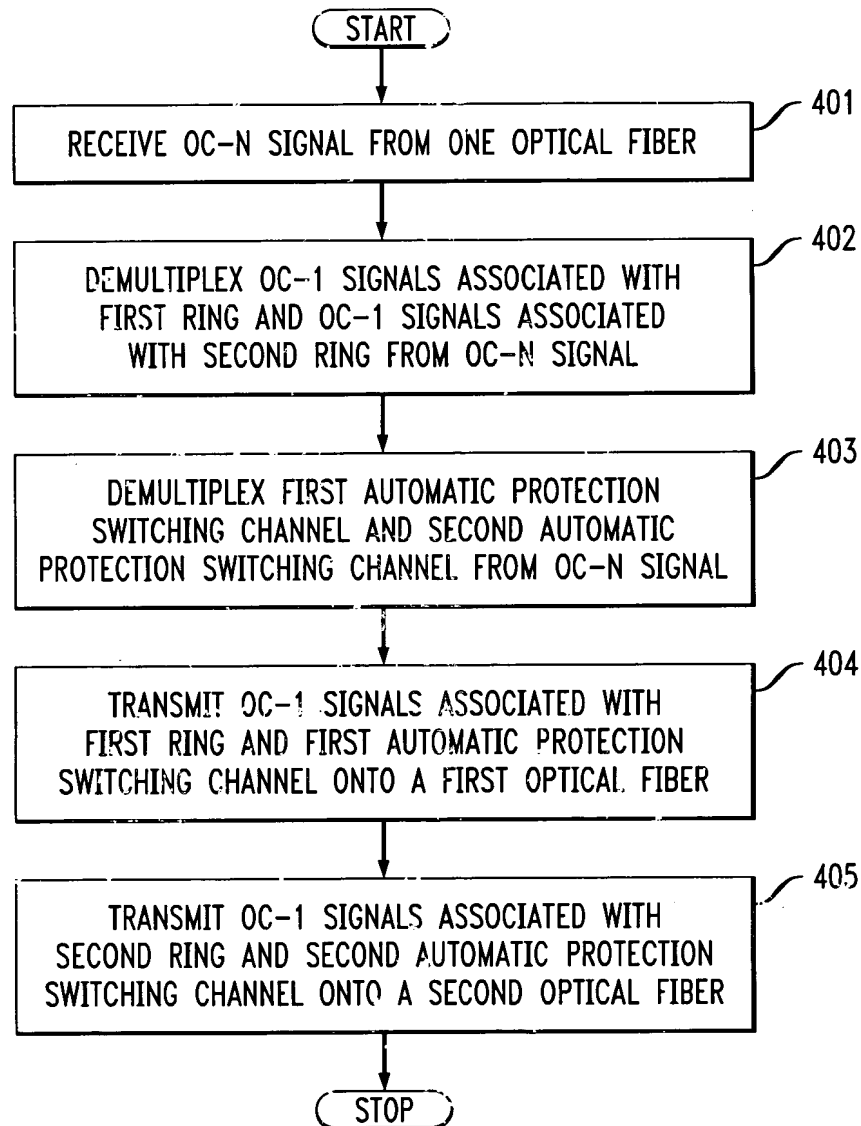 START
401
RECEIVE OC-N SIGNAL FROM ONE OPTICAL FIBER
402
DEMULTIPLEX OC-1 SIGNALS ASSOCIATED WITH
FIRST RING AND OC-1 SIGNALS ASSOCIATED
WITH SECOND RING FROM OC-N SIGNAL
403
DEMULTIPLEX FIRST AUTOMATIC PROTECTION
SWITCHING CHANNEL AND SECOND AUTOMATIC
PROTECTION SWITCHING CHANNEL FROM OC-N SIGNAL
404
TRANSMIT OC-1 SIGNALS ASSOCIATED WITH
FIRST RING AND FIRST AUTOMATIC PROTECTION
SWITCHING CHANNEL ONTO A FIRST OPTICAL FIBER
405
TRANSMIT OC-1 SIGNALS ASSOCIATED WITH
SECOND RING AND SECOND AUTOMATIC PROTECTION
SWITCHING CHANNEL ONTO A SECOND OPTICAL FIBER
STOP